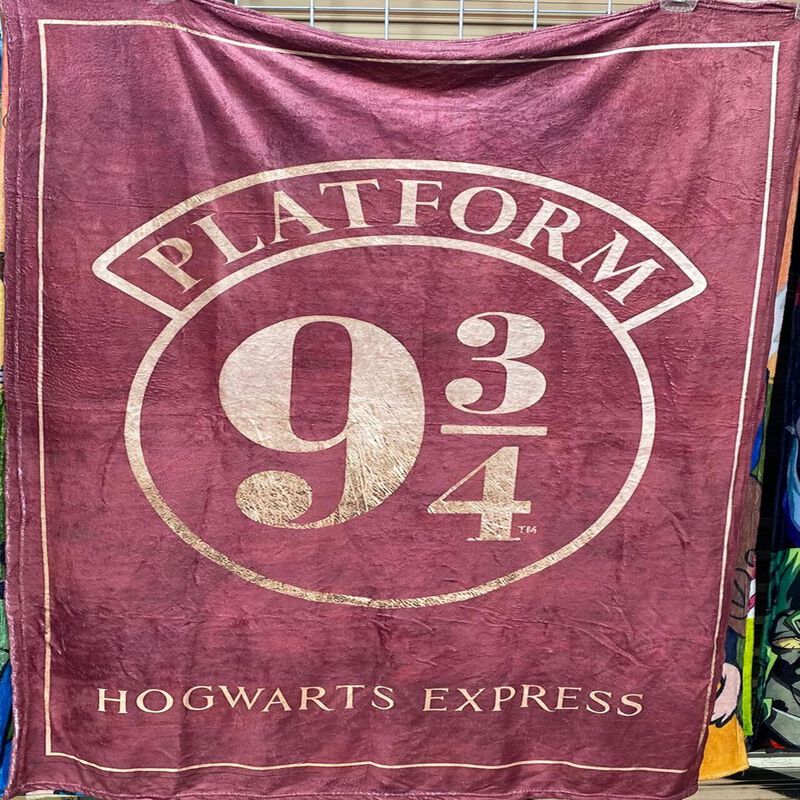 PLATFORM
9 3/4
HOGWARTS EXPRESS